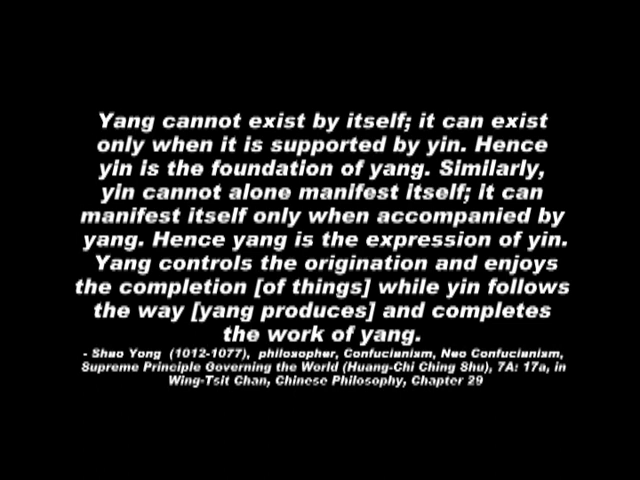 Yang cannot exist by itself; it can exist
only when it is supported by yin. Hence
yin is the foundation of yang. Similarly,
yin cannot alone manifest itself; it can
manifest itself only when accompanied by
yang. Hence yang is the expression of yin.
Yang controls the origination and enjoys
the completion [of things] while yin follows
the way [yang produces] and completes
the work of yang.
- Shao Yong (1012-1077), philosopher, Confucianism, Neo Confucianism,
Supreme Principle Governing the World (Huang-Chi Ching Shu), 7A: 17a, in
Wing-Tsit Chan, Chinese Philosophy, Chapter 29